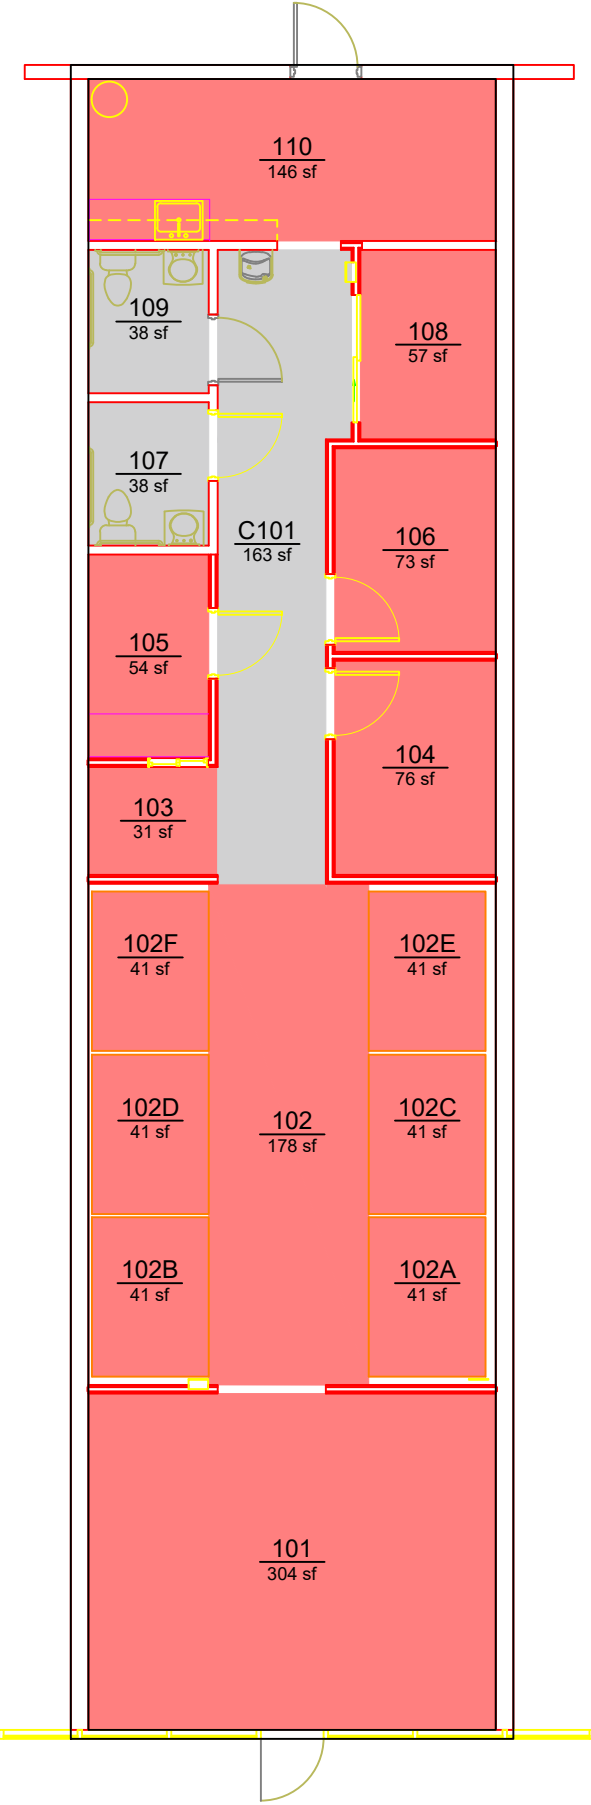 110
146 sf
109
38 sf
108
57 sf
107
38 sf
C101
163 sf
106
73 sf
105
54 sf
104
76 sf
103
31 sf
102F
41 sf
102E
41 sf
102D
41 sf
102
178 sf
102C
41 sf
102B
41 sf
102A
41 sf
101
304 sf